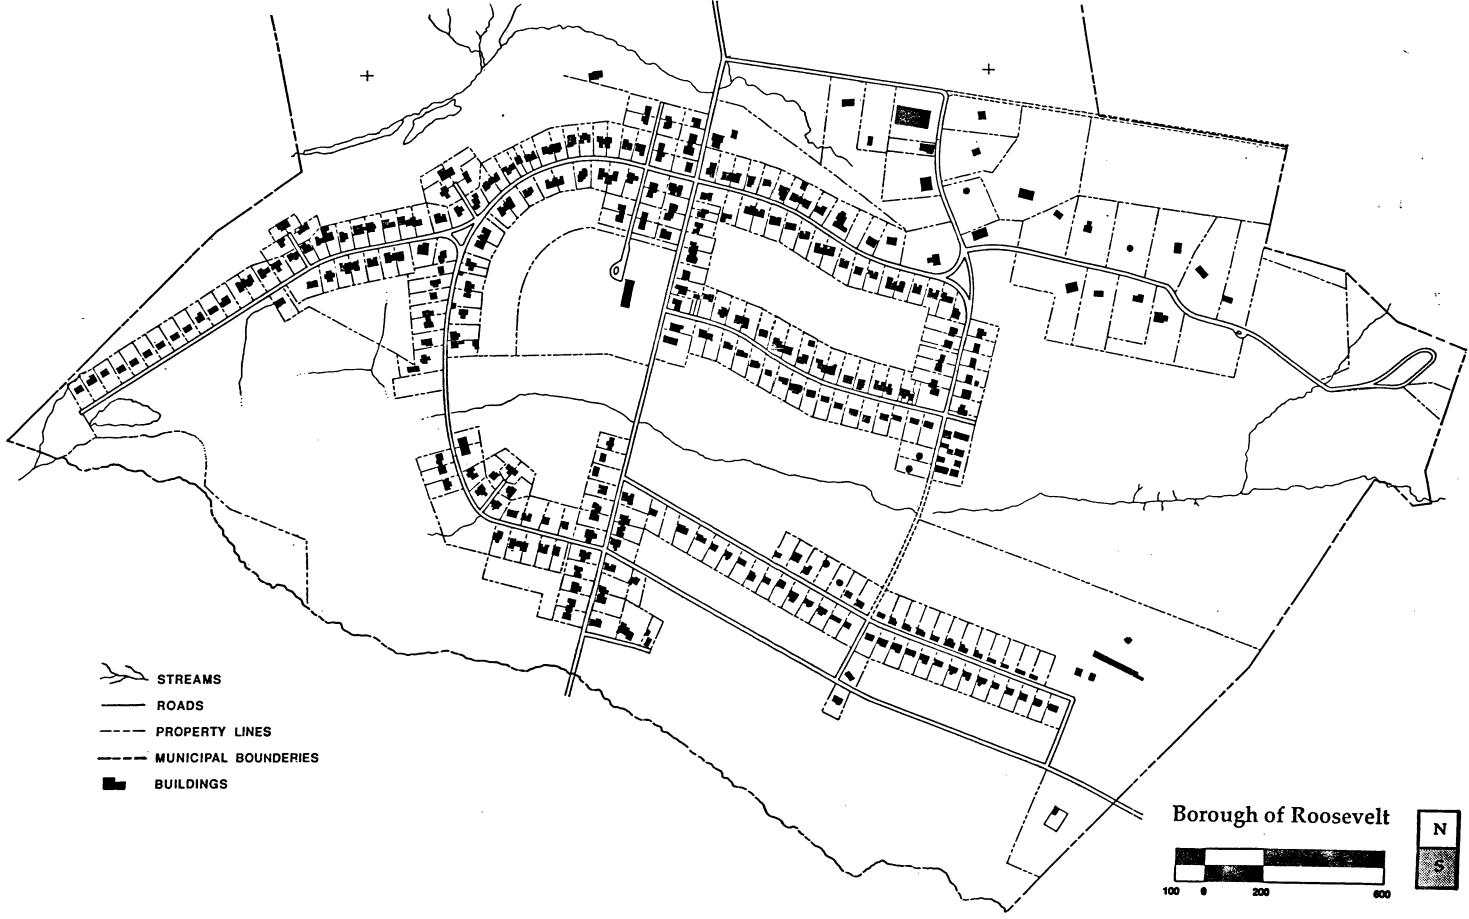 STREAMS
ROADS
PROPERTY LINES
MUNICIPAL BOUNDERIES
BUILDINGS
Borough of Roosevelt
100 0 200 600
N
S